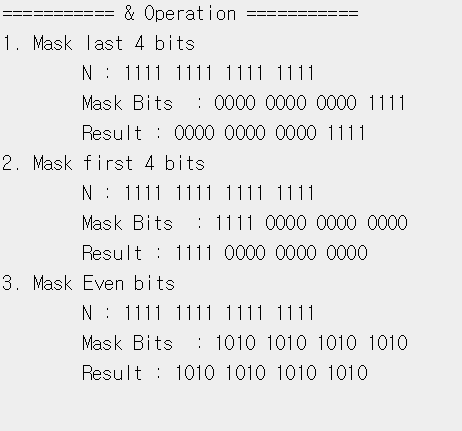 =========== & Operation ===========
1. Mask last 4 bits
N : 1111 1111 1111 1111
Mask Bits  : 0000 0000 0000 1111
Result : 0000 0000 0000 1111
2. Mask first 4 bits
N : 1111 1111 1111 1111
Mask Bits  : 1111 0000 0000 0000
Result : 1111 0000 0000 0000
3. Mask Even bits
N : 1111 1111 1111 1111
Mask Bits  : 1010 1010 1010 1010
Result : 1010 1010 1010 1010